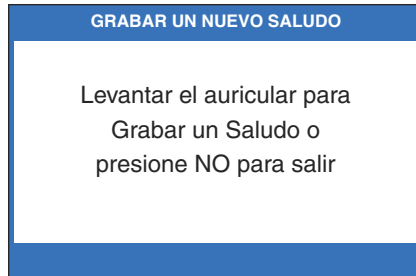 GRABAR UN NUEVO SALUDO
Levantar el auricular para
Grabar un Saludo o
presione NO para salir